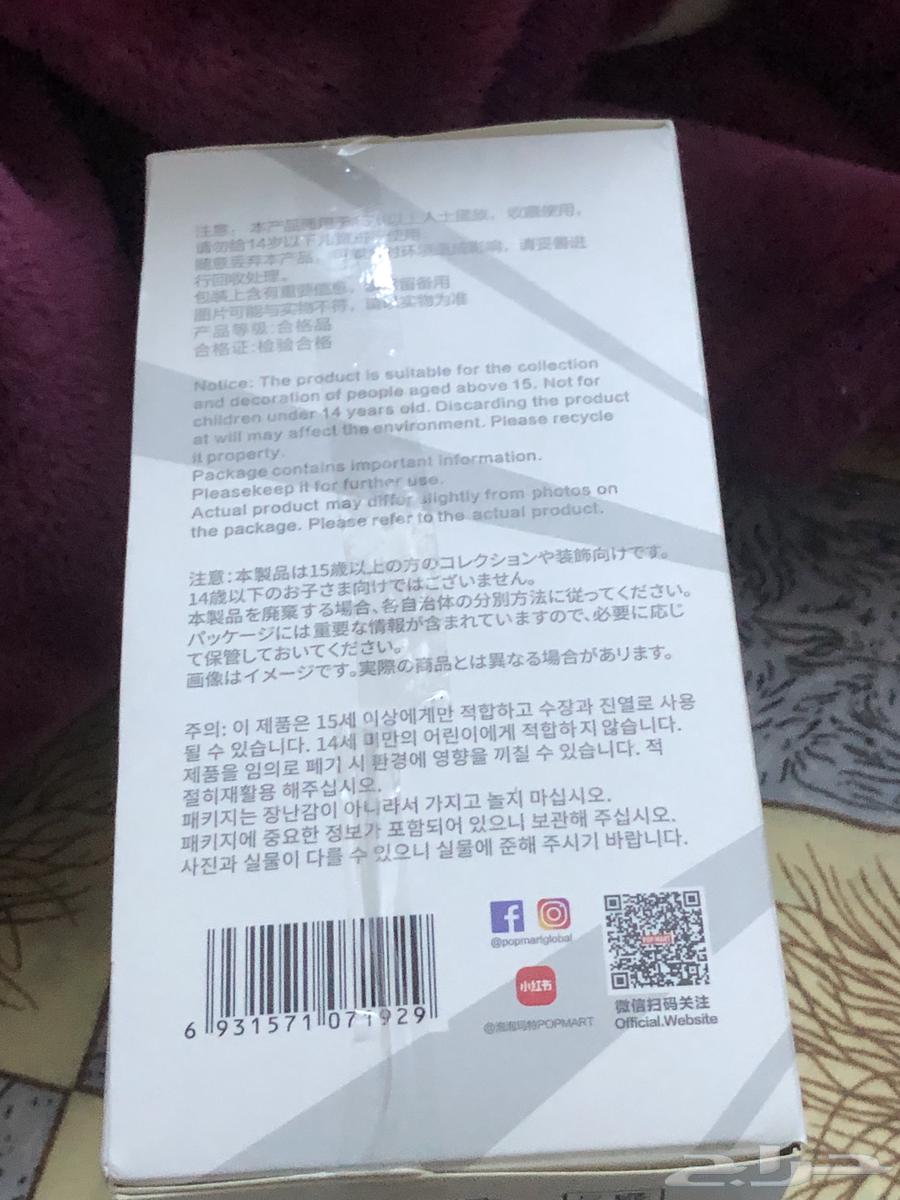 注意：本产品适用于15岁以上人士摆放，收藏使用，
请勿给14岁以下儿童 使用
随意丢弃本产品，可 对环境造成影响，请妥善进
行回收处理。
包装上含有重要信息， 留备用
图片可能与实物不符，请以实物为准
产品等级:合格品
合格证:检验合格
Notice: The product is suitable for the collection
and decoration of people aged above 15. Not for
children under 14 years old. Discarding the product
at will may affect the environment. Please recycle
it property.
Package contains important information.
Pleasekeep it for further use.
Actual product may differ slightly from photos on
the package. Please refer to the actual product.
注意：本製品は15歳以上の方のコレクションや装飾向けです。
14歳以下のお子さま向けではございません。
本製品を廃棄する場合、各自治体の分別方法に従ってください。
パッケージには重要な情報が含まれていますので、必要に応じ
て保管しておいてください。
画像はイメージです。実際の商品とは異なる場合があります。
주의: 이 제품은 15세 이상에게만 적합하고 수장과 진열로 사용
될 수 있습니다. 14세 미만의 어린이에게 적합하지 않습니다.
제품을 임의로 폐기 시 환경에 영향을 끼칠 수 있습니다. 적
절히재활용 해주십시오.
패키지는 장난감이 아니라서 가지고 놀지 마십시오.
패키지에 중요한 정보가 포함되어 있으니 보관해 주십시오.
사진과 실물이 다를 수 있으니 실물에 준해 주시기 바랍니다.
@popmartglobal
小红书
@泡泡玛特POPMART
POP MART
微信扫码关注
Official.Website
6 931571 071929
حراج